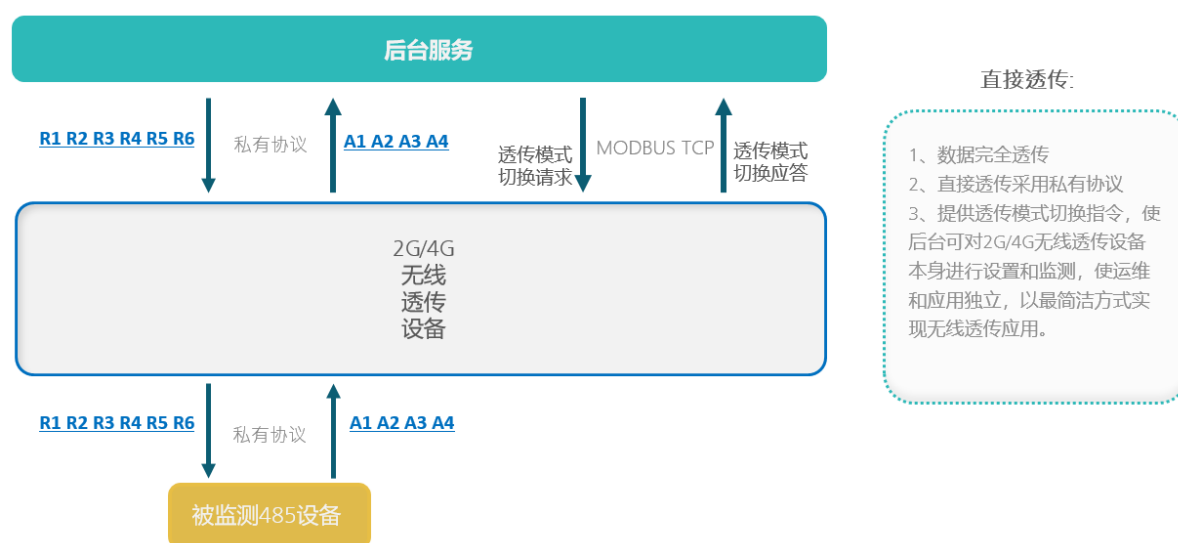 后台服务
R1 R2 R3 R4 R5 R6
私有协议
A1 A2 A3 A4
透传模式
切换请求
MODBUS TCP
透传模式
切换应答
2G/4G
无线
透传
设备
R1 R2 R3 R4 R5 R6
私有协议
A1 A2 A3 A4
被监测485设备
直接透传:
1、数据完全透传
2、直接透传采用私有协议
3、提供透传模式切换指令，使
后台可对2G/4G无线透传设备
本身进行设置和监测，使运维
和应用独立，以最简洁方式实
现无线透传应用。